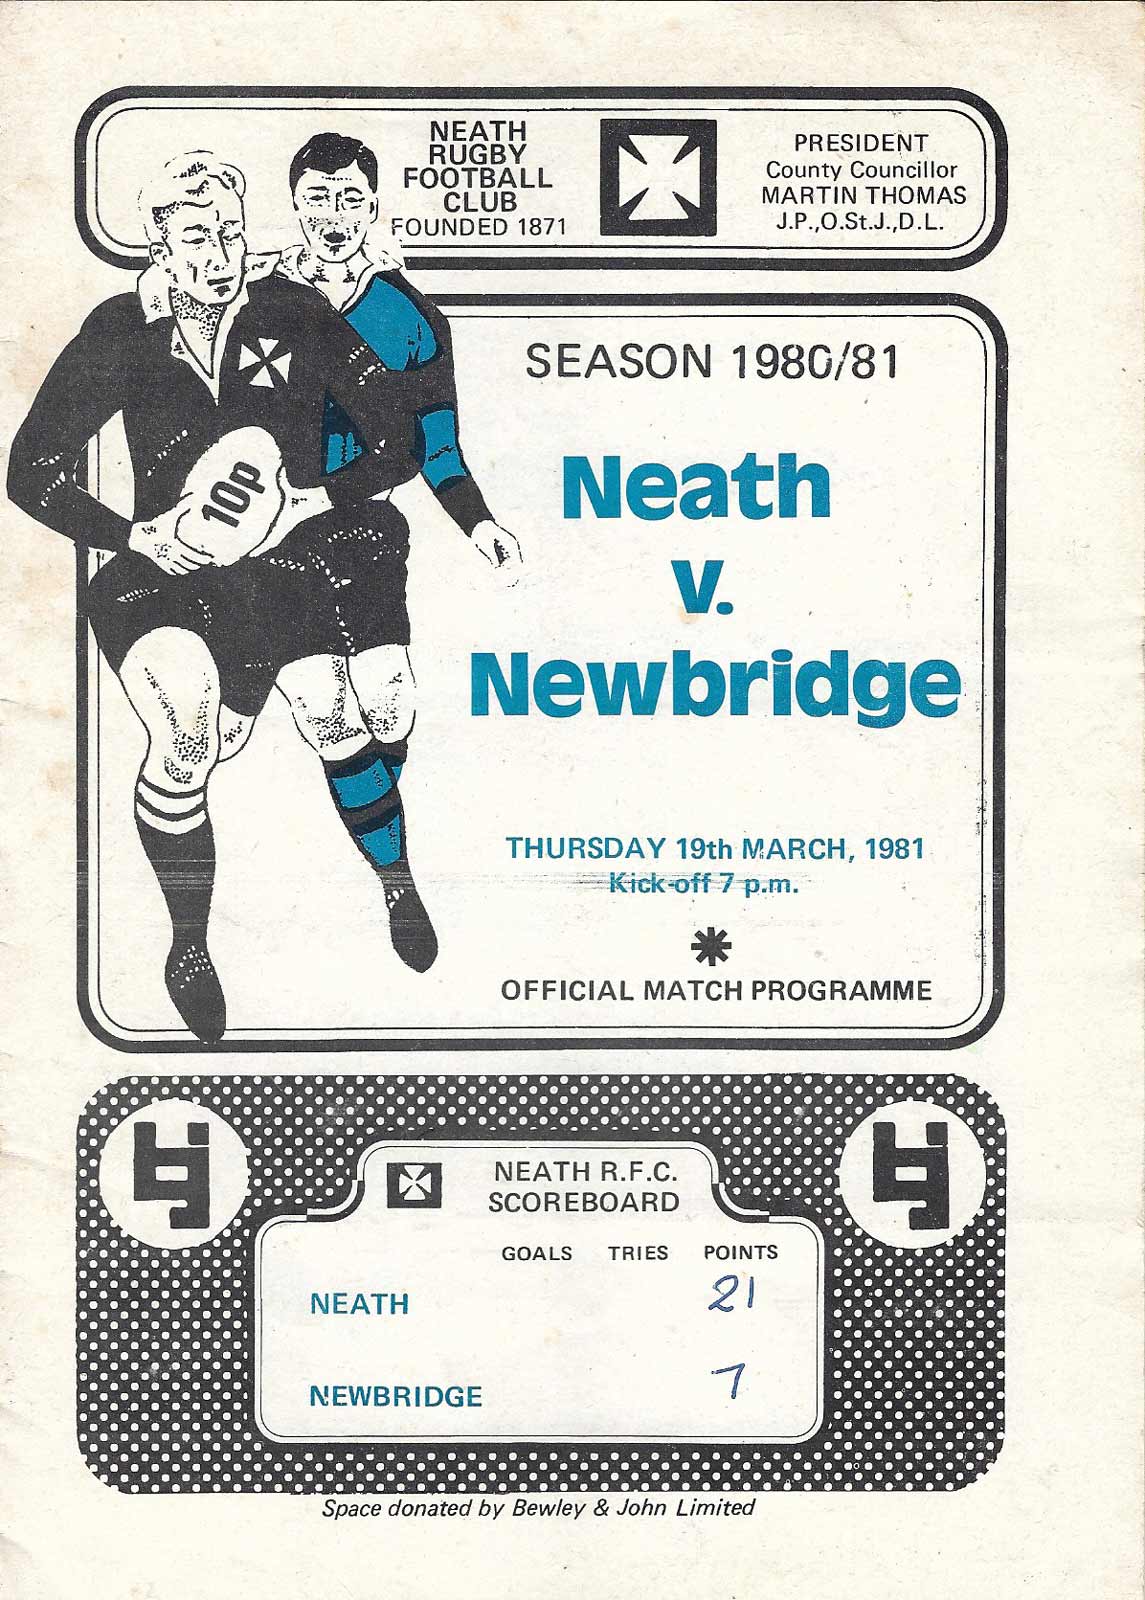 NEATH
RUGBY
FOOTBALL
CLUB
FOUNDED 1871
PRESIDENT
County Councillor
MARTIN THOMAS
J.P.,O.St.J.,D.L.
SEASON 1980/81
10p
Neath
v.
Newbridge
THURSDAY 19th MARCH, 1981
Kick-off 7 p.m.
OFFICIAL MATCH PROGRAMME
NEATH R.F.C.
SCOREBOARD
GOALS TRIES POINTS
NEATH 21
NEWBRIDGE 7
Space donated by Bewley & John Limited